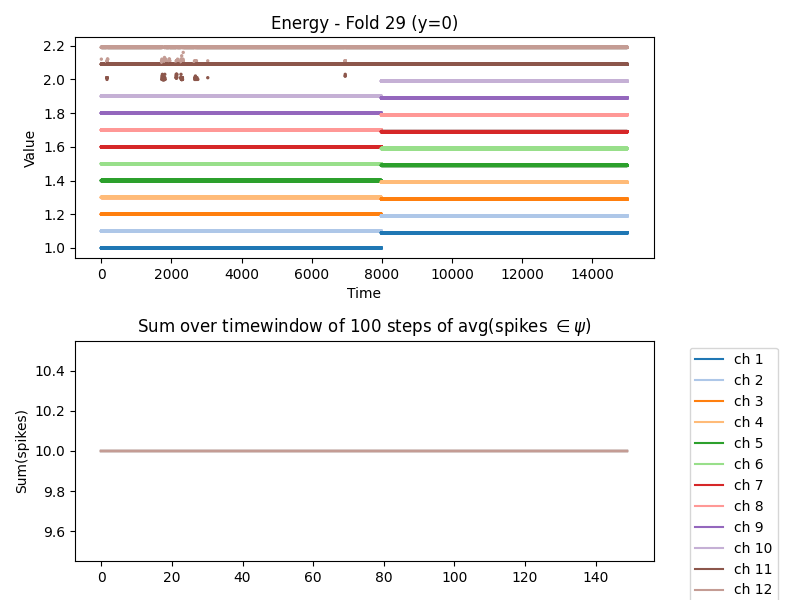 Energy - Fold 29 (y=0)
2.2
2.0
1.8
1.6
1.4
1.2
1.0
Value
0 2000 4000 6000 8000 10000 12000 14000
Time
Sum over timewindow of 100 steps of avg(spikes ∈ ψ)
10.4
10.2
10.0
9.8
9.6
Sum(spikes)
0 20 40 60 80 100 120 140
ch 1
ch 2
ch 3
ch 4
ch 5
ch 6
ch 7
ch 8
ch 9
ch 10
ch 11
ch 12